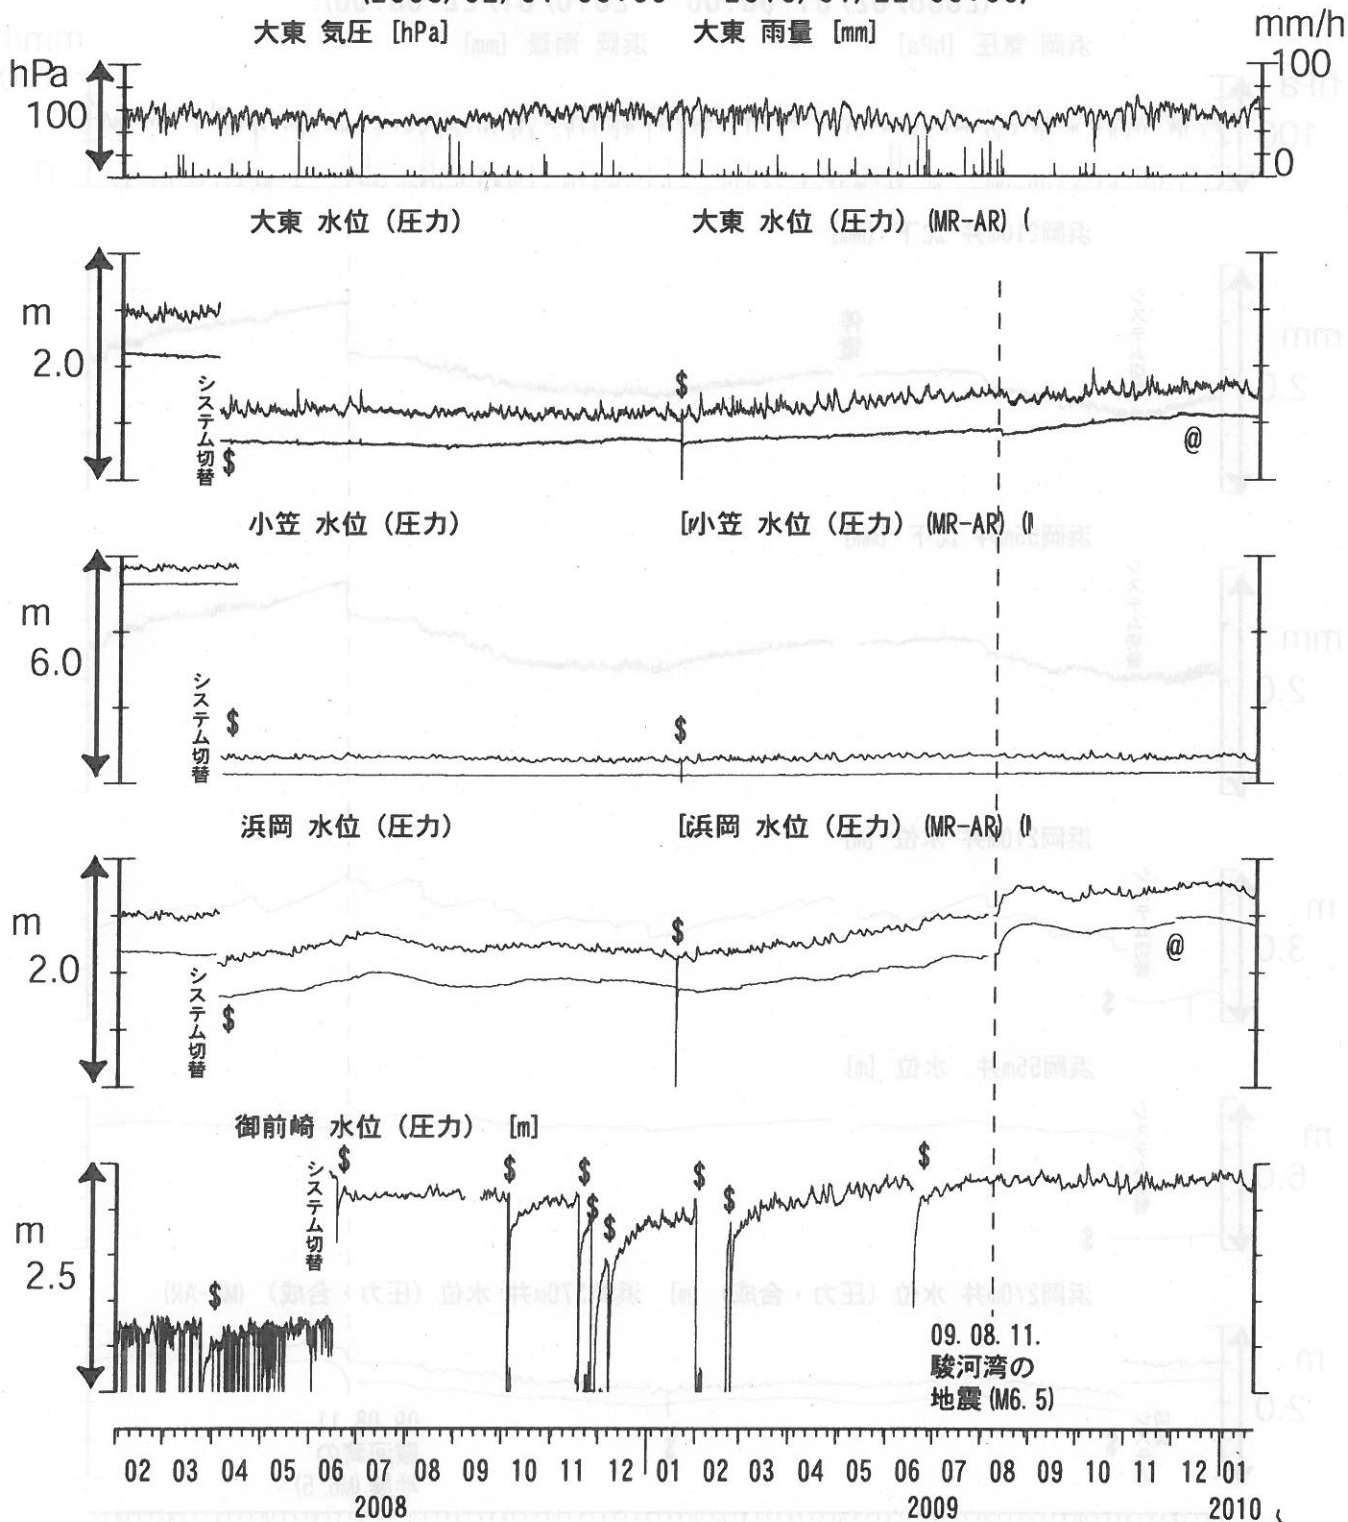 大東 気圧 [hPa]
大東 雨量 [mm]
mm/h
hPa
100
100
0
大東 水位（圧力）
大東 水位（圧力）(MR-AR) (
m
2.0
システム切替
$
$
@
小笠 水位（圧力）
小笠 水位（圧力）(MR-AR)
m
6.0
システム切替
$
$
浜岡 水位（圧力）
浜岡 水位（圧力）(MR-AR)
m
2.0
システム切替
$
$
@
御前崎 水位（圧力） [m]
m
2.5
システム切替
$
$
$
$
$
$
$
$
$
09. 08. 11.
駿河湾の
地震(M6. 5)
02 03 04 05 06 07 08 09 10 11 12 01 02 03 04 05 06 07 08 09 10 11 12 01
2008
2009
2010